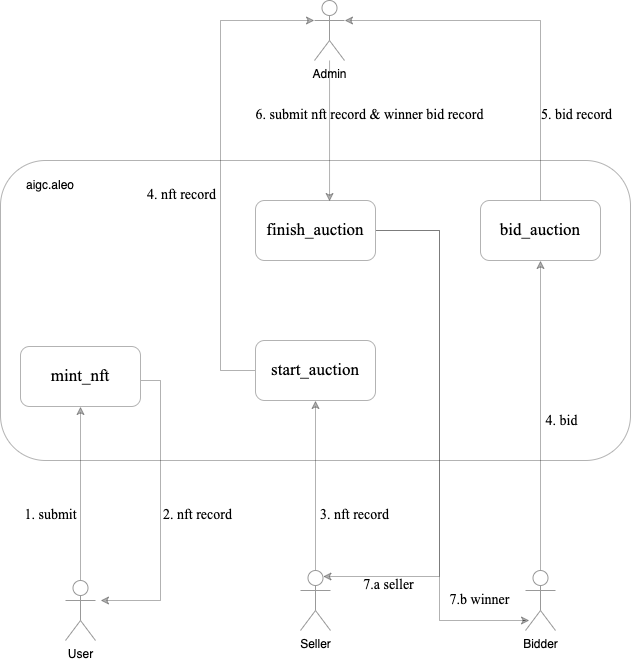 Admin
6. submit nft record & winner bid record
5. bid record
aigc.aleo
4. nft record
finish_auction
bid_auction
mint_nft
start_auction
4. bid
1. submit
2. nft record
3. nft record
7.a seller
7.b winner
User
Seller
Bidder